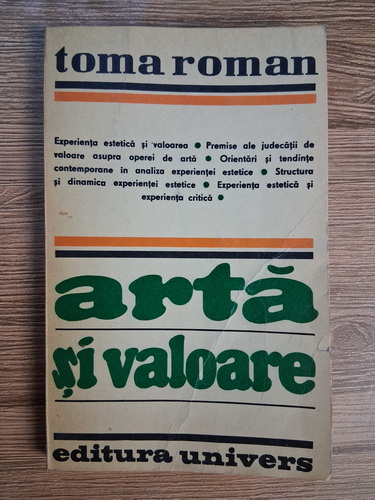 toma roman
Experiența estetică și valoarea ● Premise ale judecății de
valoare asupra operei de artă ● Orientări și tendințe
contemporane în analiza experienței estetice ● Structura
și dinamica experienței estetice ● Experiența estetică și
experiența critică ●
artă
și valoare
editura univers